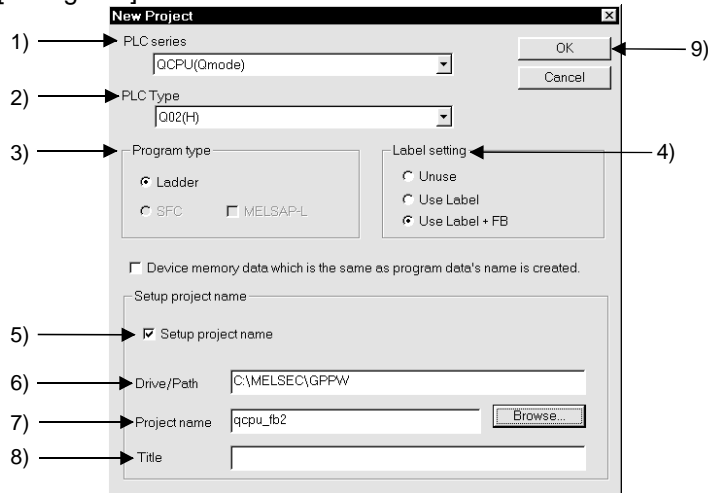 New Project
1) PLC series
OK 9)
QCPU(Qmode)
Cancel
2) PLC Type
Q02(H)
3) Program type Label setting 4)
Ladder Unuse
SFC MELSAP-L Use Label
Use Label + FB
Device memory data which is the same as program data's name is created.
Setup project name
5) Setup project name
6) Drive/Path C:\MELSEC\GPPW
7) Project name qcpu_fb2 Browse...
8) Title